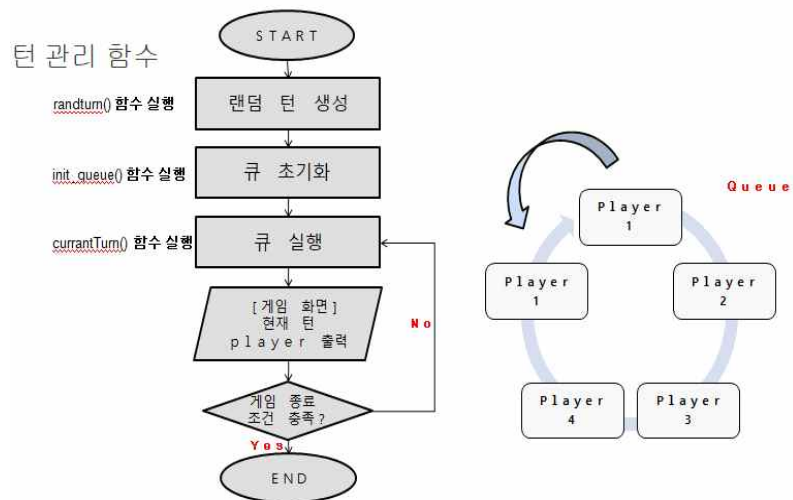 턴 관리 함수
START
randturn() 함수 실행
랜덤 턴 생성
init_queue() 함수 실행
큐 초기화
currantTurn() 함수 실행
큐 실행
[게임 화면]
현재 턴
player 출력
No
게임 종료
조건 충족?
Yes
END
Queue
Player
1
Player
1
Player
2
Player
4
Player
3